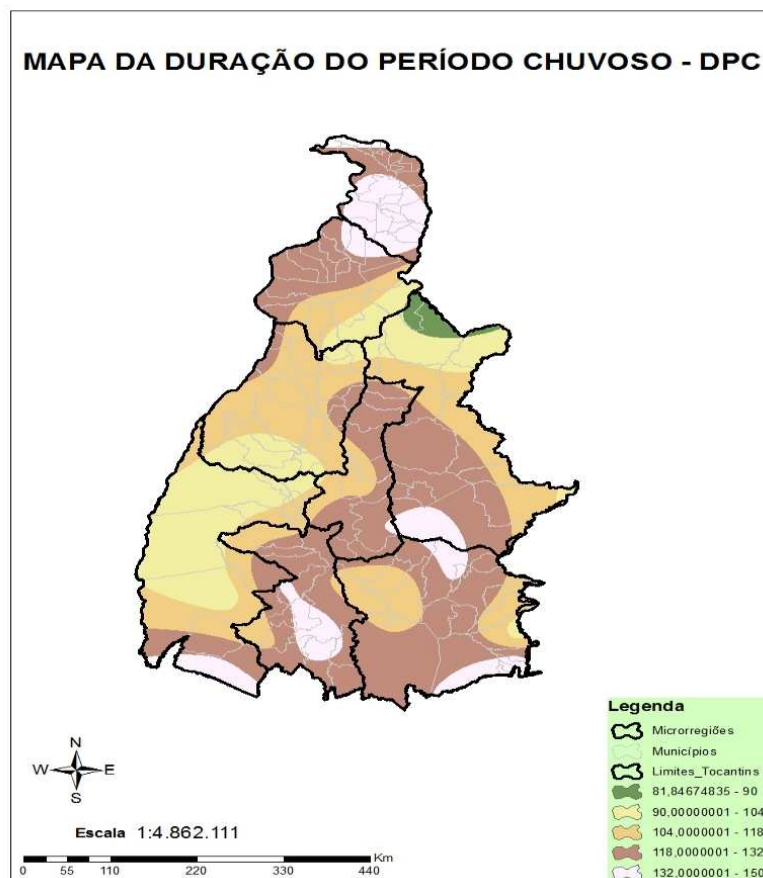 MAPA DA DURAÇÃO DO PERÍODO CHUVOSO - DPC
N
W E
S
Escala 1:4.862.111
Km
0 55 110 220 330 440
Legenda
Microrregiões
Municípios
Limites_Tocantins
81,84674835 - 90
90,00000001 - 104
104,0000001 - 118
118,0000001 - 132
132,0000001 - 150